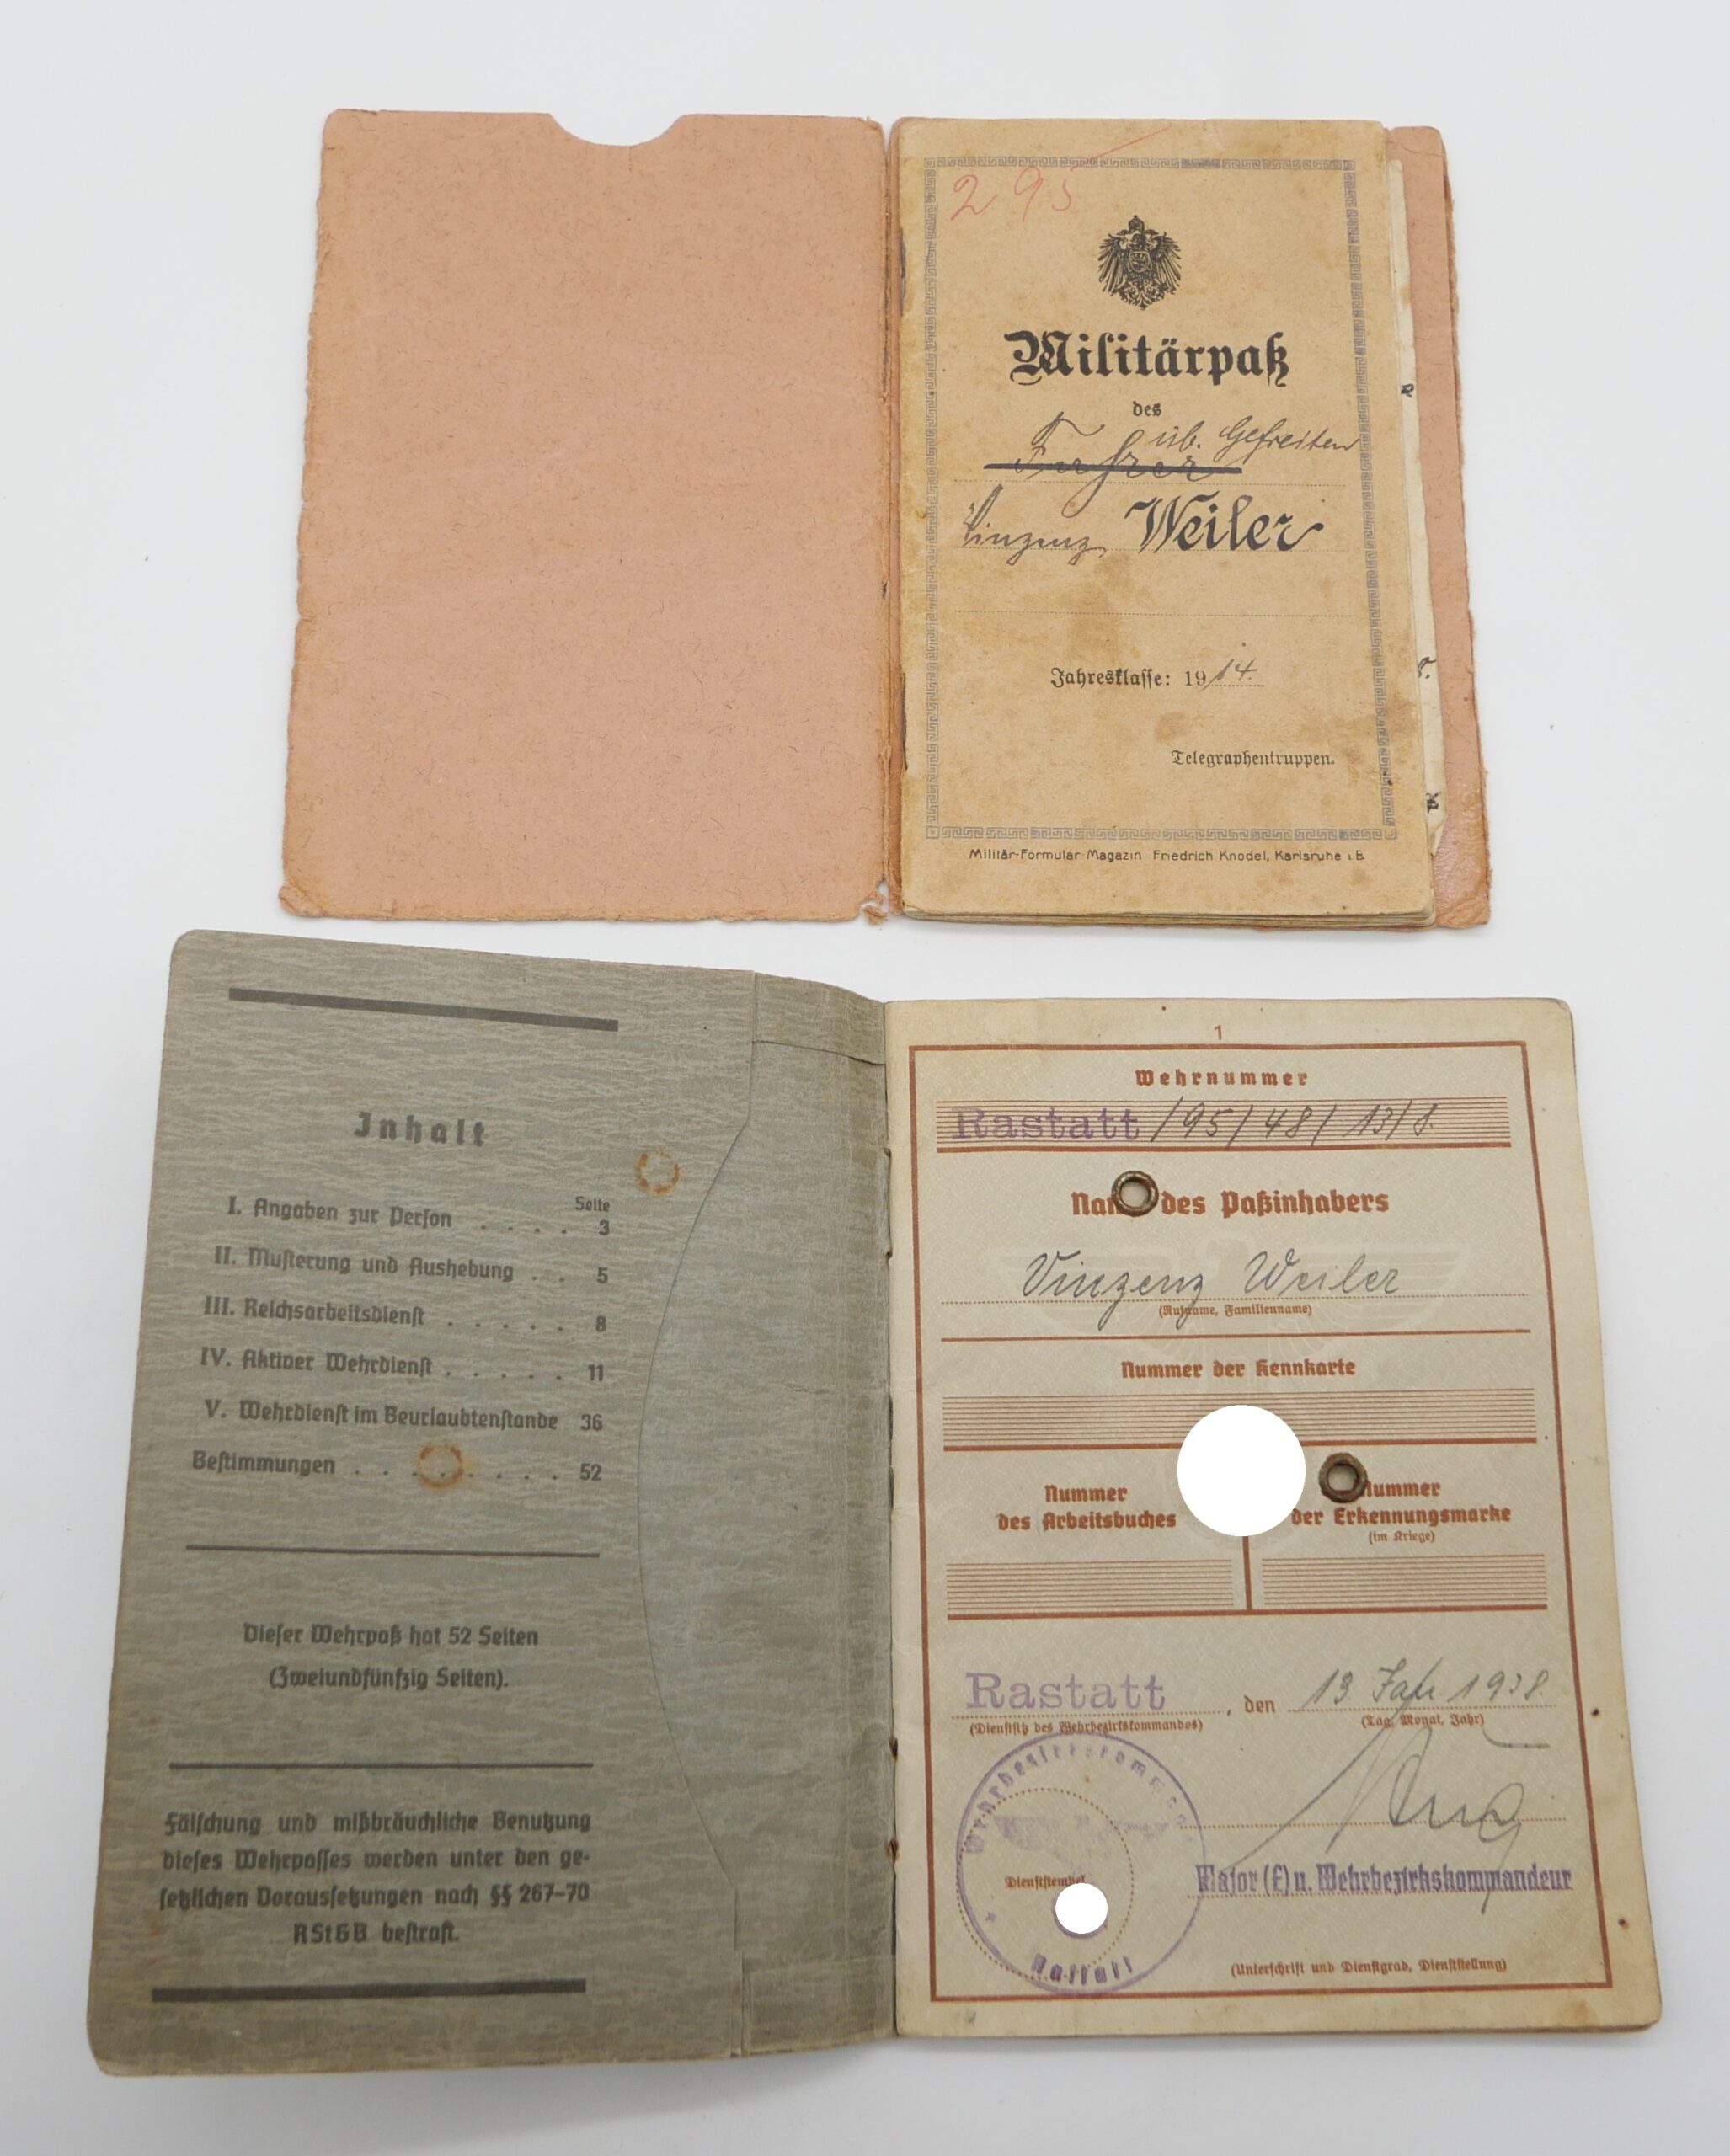 295
Militärpaß
des
üb. Gefreiten
Fahrer
Vinzenz Weiler
Jahresklasse: 1914.
Telegraphentruppen.
Militär-Formular-Magazin Friedrich Knodel, Karlsruhe i. B.
Inhalt
Seite
I. Angaben zur Person . . . . 3
II. Musterung und Aushebung . . 5
III. Reichsarbeitsdienst . . . . . 8
IV. Aktiver Wehrdienst . . . . . 11
V. Wehrdienst im Beurlaubtenstande 36
Bestimmungen . . . . . . . . 52
Dieser Wehrpaß hat 52 Seiten
(Zweiundfünfzig Seiten).
Fälschung und mißbräuchliche Benutzung
dieses Wehrpasses werden unter den ge-
setzlichen Voraussetzungen nach §§ 267-70
RStGB bestraft.
1
Wehrnummer
Rastatt /95/48/13/8.
Name des Paßinhabers
Vinzenz Weiler
(Rufname, Familienname)
Nummer der Kennkarte
Nummer
des Arbeitsbuches
Nummer
der Erkennungsmarke
(im Kriege)
Rastatt, den 13. 1938.
(Dienstsitz des Wehrbezirkskommandos) (Tag, Monat, Jahr)
Wehrbezirkskommando
Dienststempel
Rastatt
Major (E) u. Wehrbezirkskommandeur
(Unterschrift und Dienstgrad, Dienststellung)